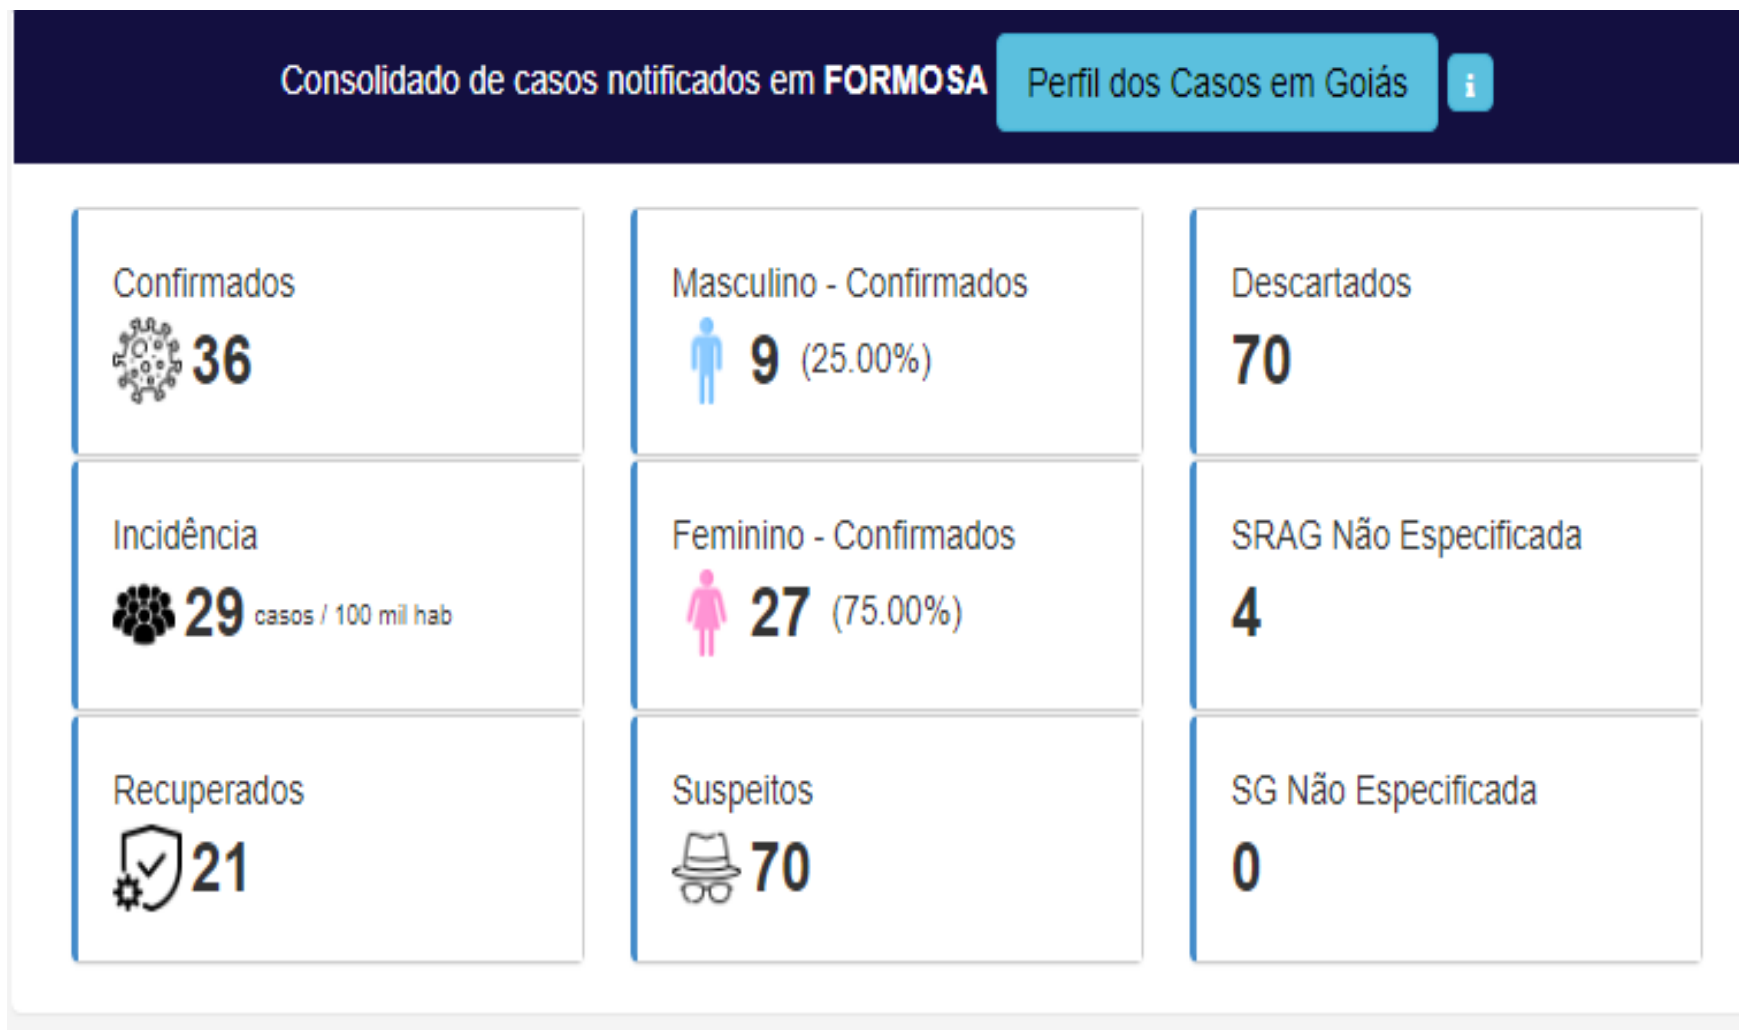 Consolidado de casos notificados em FORMOSA Perfil dos Casos em Goiás i
Confirmados
36
Masculino - Confirmados
9 (25.00%)
Descartados
70
Incidência
29 casos / 100 mil hab
Feminino - Confirmados
27 (75.00%)
SRAG Não Especificada
4
Recuperados
21
Suspeitos
70
SG Não Especificada
0